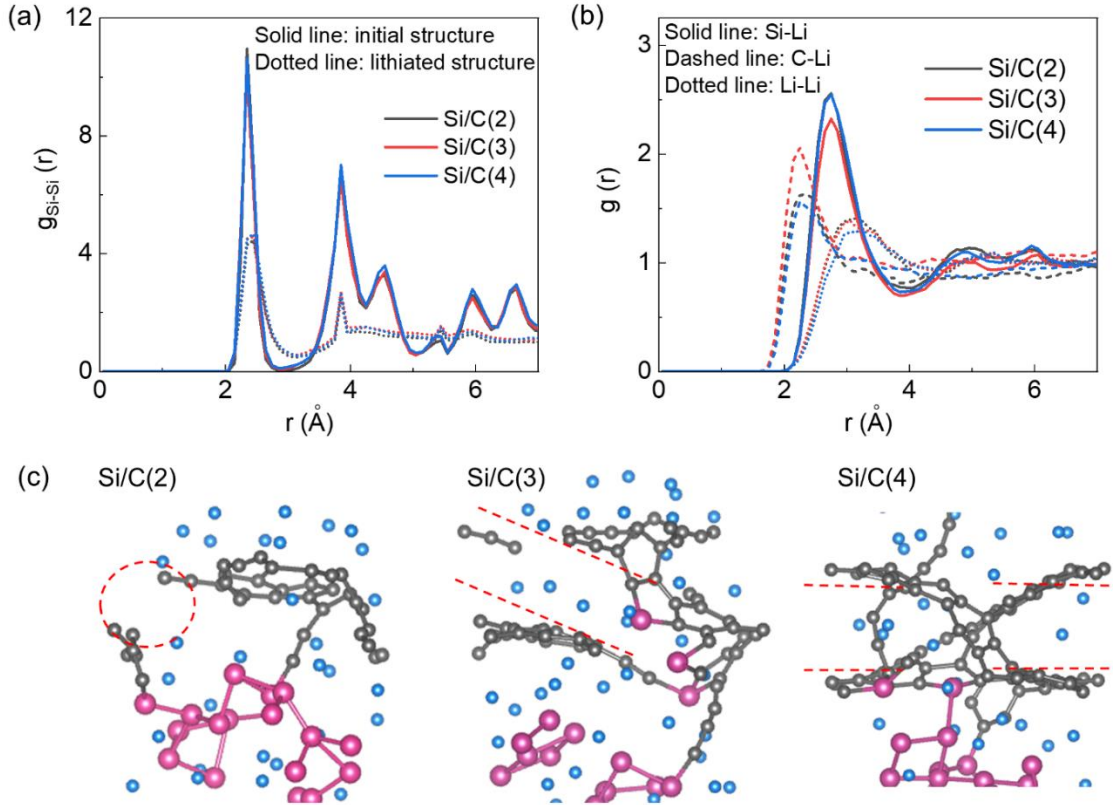 (a)
12
8
4
0
Solid line: initial structure
Dotted line: lithiated structure
Si/C(2)
Si/C(3)
Si/C(4)
gSi-Si (r)
0 2 4 6
r (Å)
(b)
3
2
1
0
Solid line: Si-Li
Dashed line: C-Li
Dotted line: Li-Li
Si/C(2)
Si/C(3)
Si/C(4)
g (r)
0 2 4 6
r (Å)
(c)
Si/C(2)
Si/C(3)
Si/C(4)